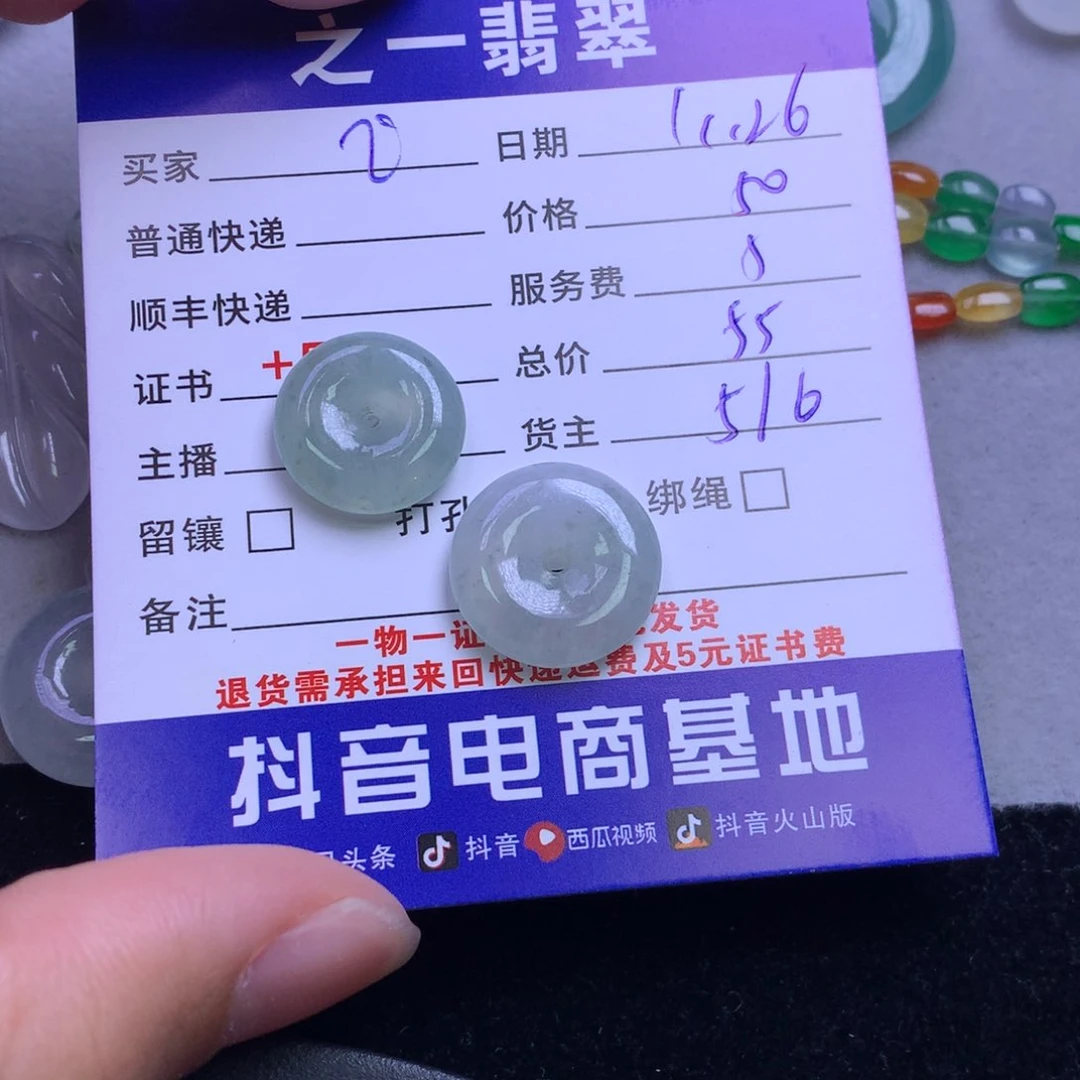 之一翡翠
买家 日期 11.26
普通快递 价格 50
顺丰快递 服务费
证书 + 总价 55
主播 货主 516
留镶 打孔 绑绳
备注
一物一证 发货
退货需承担来回快递运费及5元证书费
抖音电商基地
头条 抖音 西瓜视频 抖音火山版